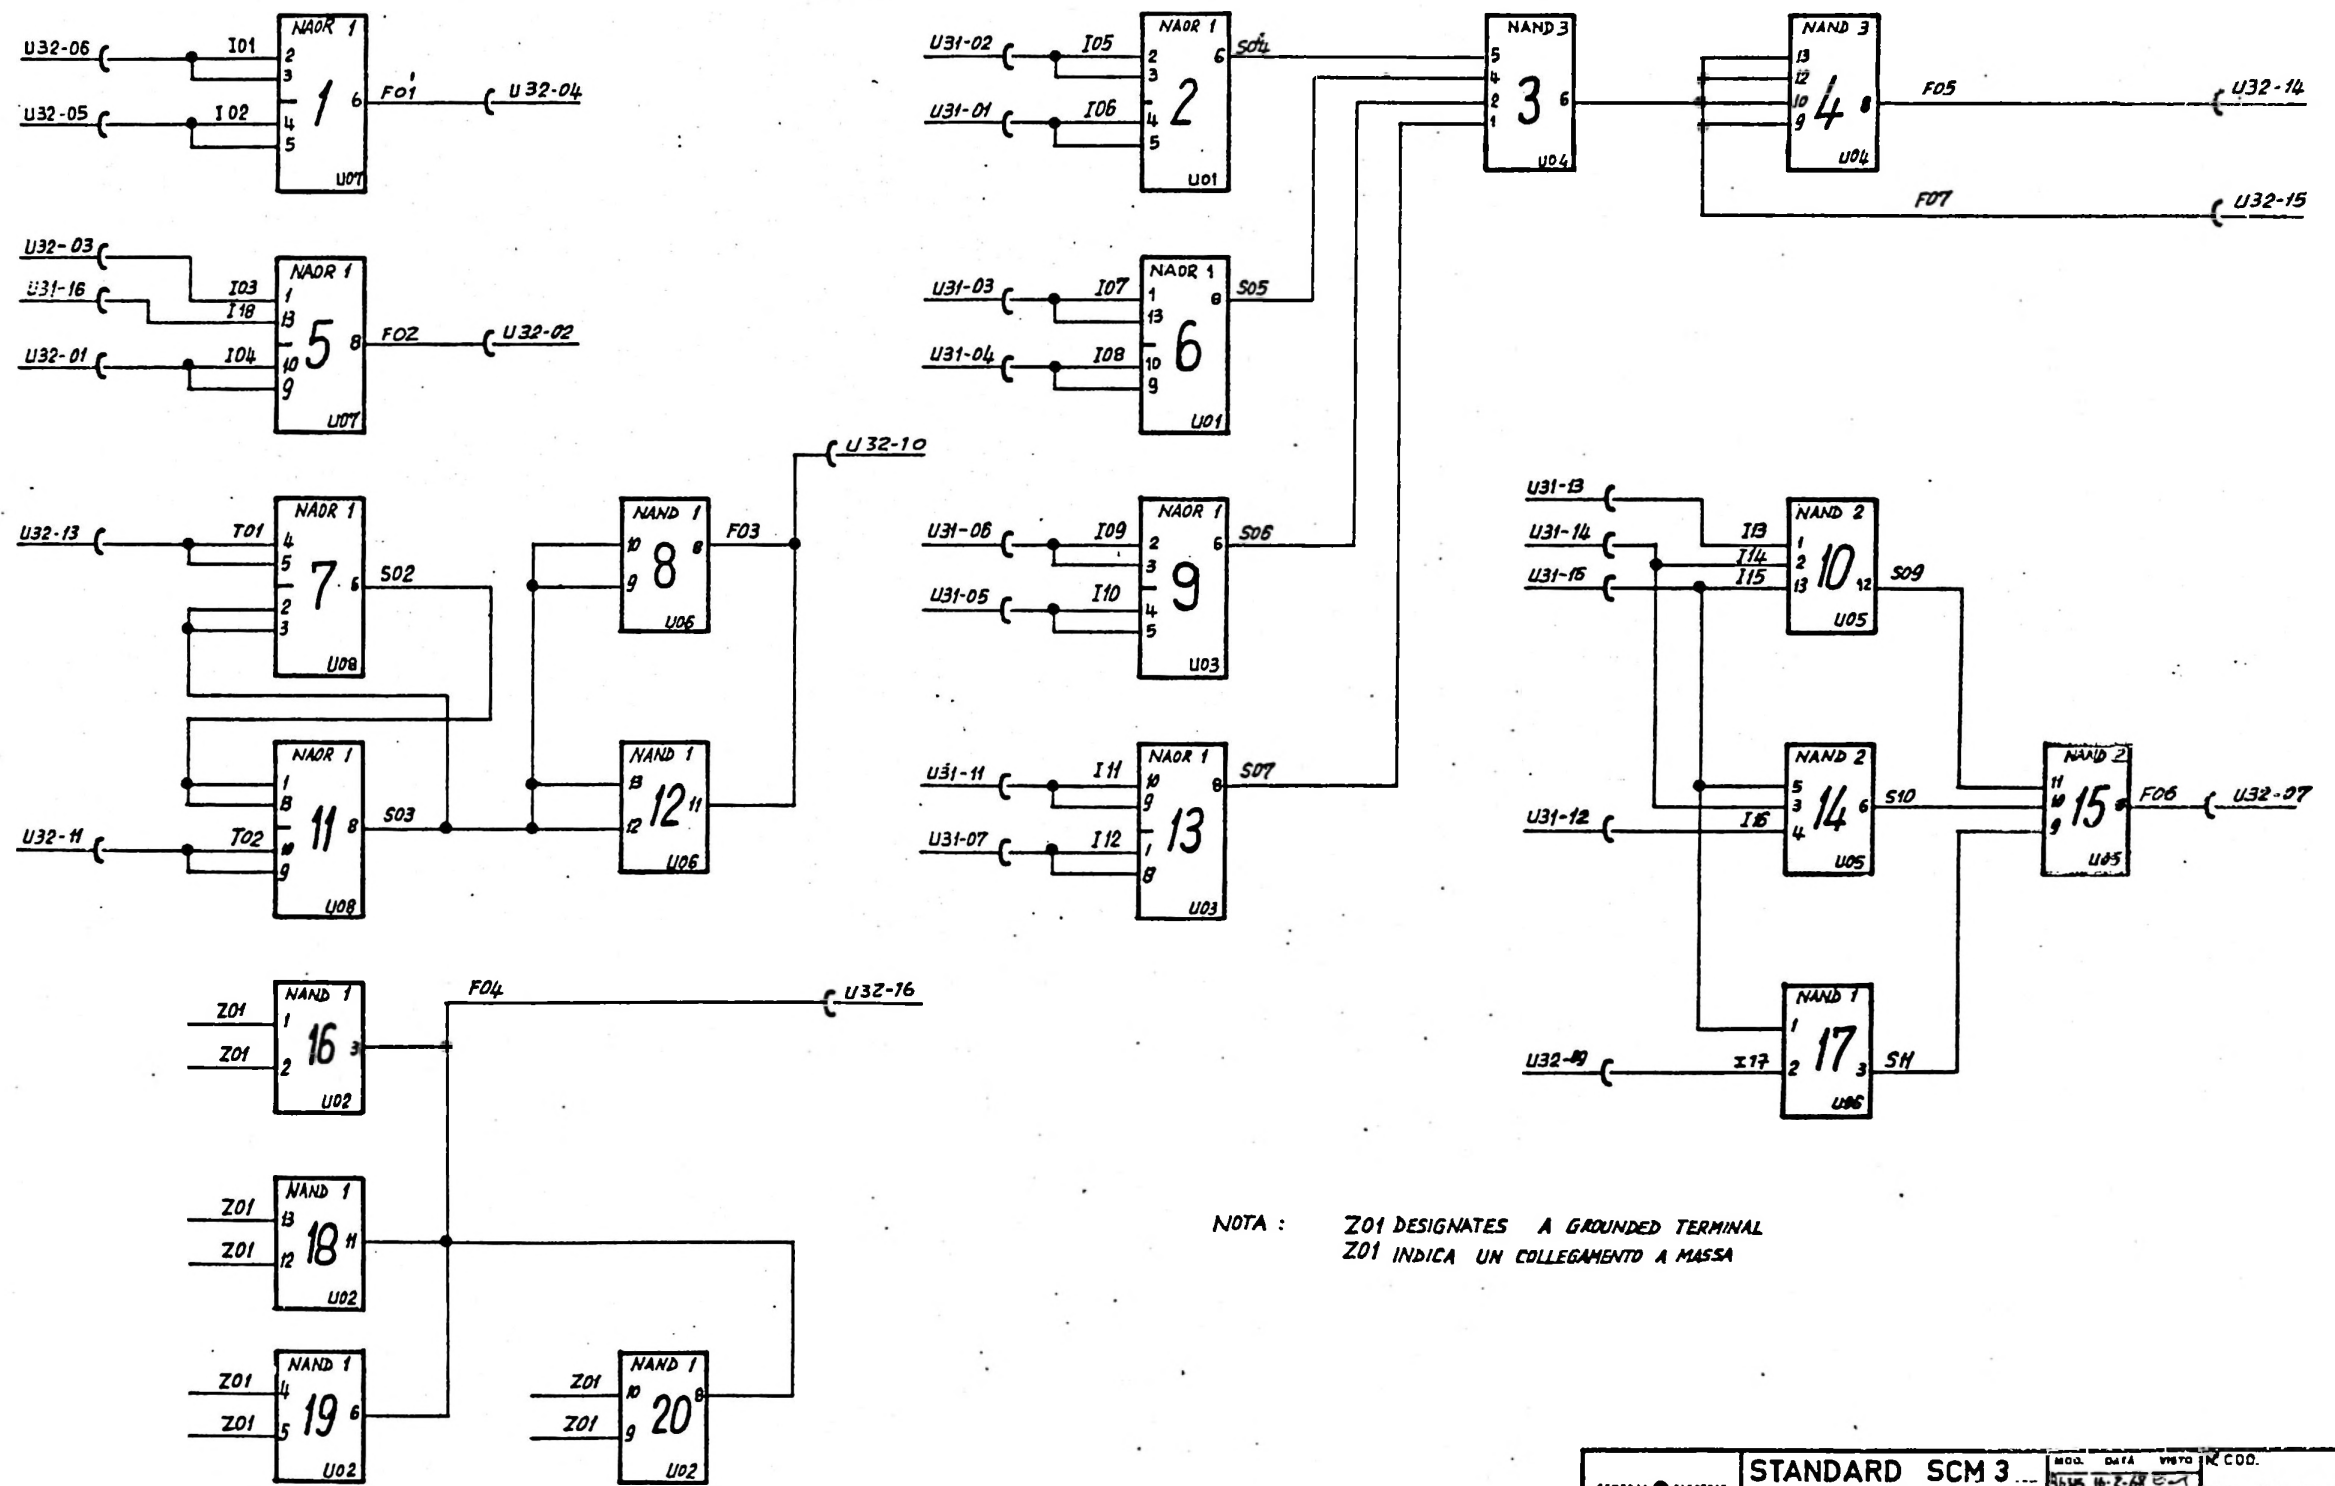 NAOR 1
U32-06
I01
2
3
1
6
F01
U32-04
U32-05
I02
4
5
U07
NAOR 1
U31-02
I05
2
3
2
6
S04
U31-01
I06
4
5
U01
NAND 3
5
4
2
1
3
6
U04
NAND 3
13
12
10
9
4
8
U04
F05
U32-14
F07
U32-15
U32-03
U31-16
I03
I18
NAOR 1
1
13
5
8
F02
U32-02
U32-01
I04
10
9
U07
U31-03
I07
NAOR 1
1
13
6
8
S05
U31-04
I08
10
9
U01
U32-10
U32-13
T01
NAOR 1
4
5
7
6
S02
2
3
U08
NAND 1
10
9
8
8
F03
U06
U31-06
I09
NAOR 1
2
3
9
6
S06
U31-05
I10
4
5
U03
U31-13
U31-14
U31-15
I13
I14
I15
NAND 2
1
2
13
10
12
S09
U05
NAOR 1
1
13
11
8
S03
U32-11
T02
10
9
U08
NAND 1
13
12
12
11
U06
U31-11
I11
NAOR 1
10
9
13
8
S07
U31-07
I12
1
13
U03
U31-12
I16
NAND 2
5
3
4
14
6
S10
U05
NAND 2
11
10
9
15
8
F06
U32-07
U05
NAND 1
Z01
1
Z01
2
16
3
U02
F04
U32-16
NAND 1
1
17
3
S11
U32-09
I17
2
U06
NAND 1
Z01
13
Z01
12
18
11
U02
NOTA : Z01 DESIGNATES A GROUNDED TERMINAL
Z01 INDICA UN COLLEGAMENTO A MASSA
NAND 1
Z01
4
Z01
5
19
6
U02
NAND 1
Z01
10
Z01
9
20
8
U02
STANDARD SCM 3
MOD. DATA VISTO
N. COD.